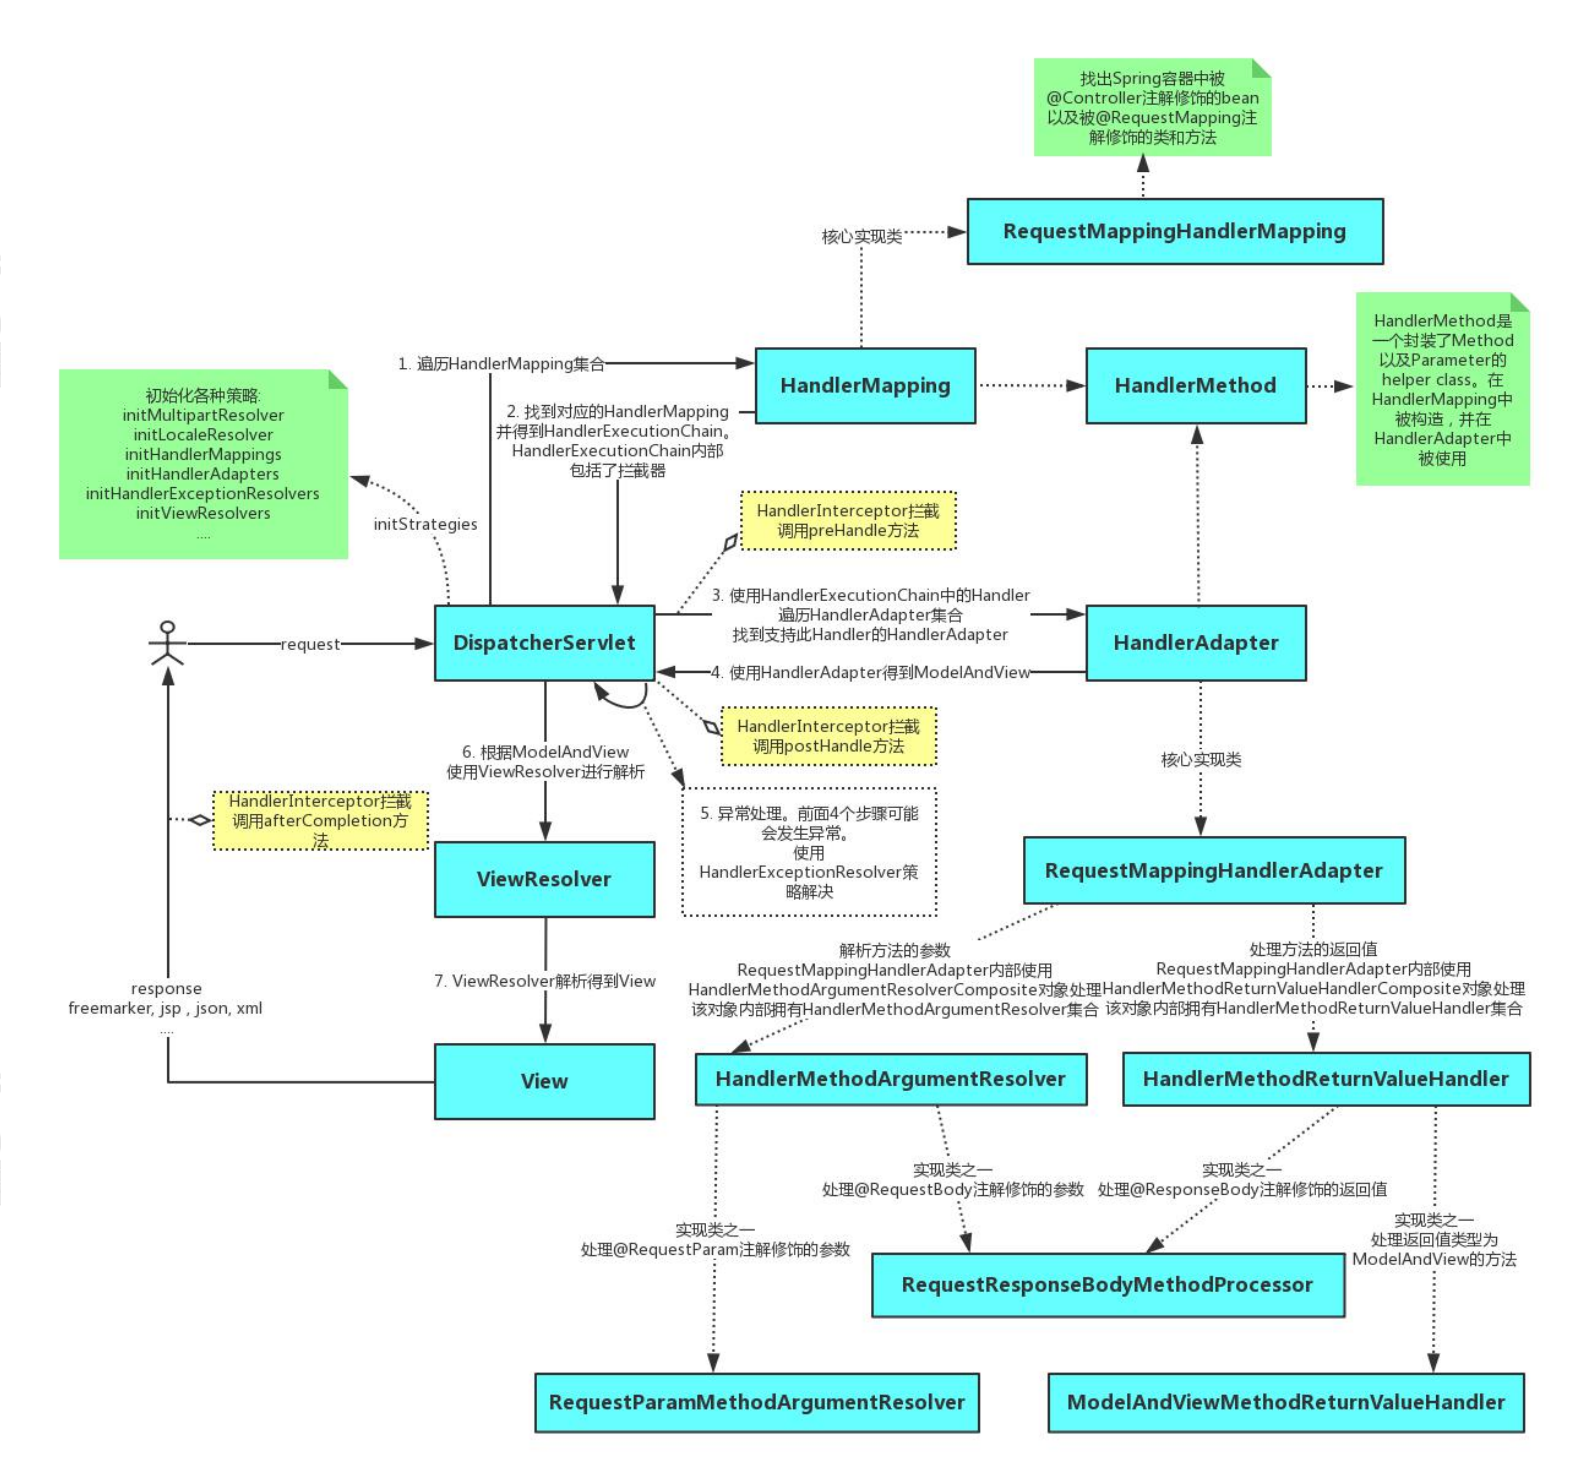 找出Spring容器中被
@Controller注解修饰的bean
以及被@RequestMapping注
解修饰的类和方法
RequestMappingHandlerMapping
核心实现类
HandlerMethod是
一个封装了Method
以及Parameter的
helper class。在
HandlerMapping中
被构造，并在
HandlerAdapter中
被使用
1. 遍历HandlerMapping集合
HandlerMapping
HandlerMethod
初始化各种策略:
initMultipartResolver
initLocaleResolver
initHandlerMappings
initHandlerAdapters
initHandlerExceptionResolvers
initViewResolvers
....
2. 找到对应的HandlerMapping
并得到HandlerExecutionChain。
HandlerExecutionChain内部
包括了拦截器
initStrategies
HandlerInterceptor拦截
调用preHandle方法
3. 使用HandlerExecutionChain中的Handler
遍历HandlerAdapter集合
找到支持此Handler的HandlerAdapter
request
DispatcherServlet
HandlerAdapter
4. 使用HandlerAdapter得到ModelAndView
HandlerInterceptor拦截
调用postHandle方法
6. 根据ModelAndView
使用ViewResolver进行解析
核心实现类
HandlerInterceptor拦截
调用afterCompletion方
法
5. 异常处理。前面4个步骤可能
会发生异常。
使用
HandlerExceptionResolver策
略解决
ViewResolver
RequestMappingHandlerAdapter
解析方法的参数
RequestMappingHandlerAdapter内部使用
HandlerMethodArgumentResolverComposite对象处理
该对象内部拥有HandlerMethodArgumentResolver集合
处理方法的返回值
RequestMappingHandlerAdapter内部使用
HandlerMethodReturnValueHandlerComposite对象处理
该对象内部拥有HandlerMethodReturnValueHandler集合
7. ViewResolver解析得到View
response
freemarker, jsp , json, xml
....
View
HandlerMethodArgumentResolver
HandlerMethodReturnValueHandler
实现类之一
处理@RequestBody注解修饰的参数
实现类之一
处理@ResponseBody注解修饰的返回值
实现类之一
处理@RequestParam注解修饰的参数
实现类之一
处理返回值类型为
ModelAndView的方法
RequestResponseBodyMethodProcessor
RequestParamMethodArgumentResolver
ModelAndViewMethodReturnValueHandler